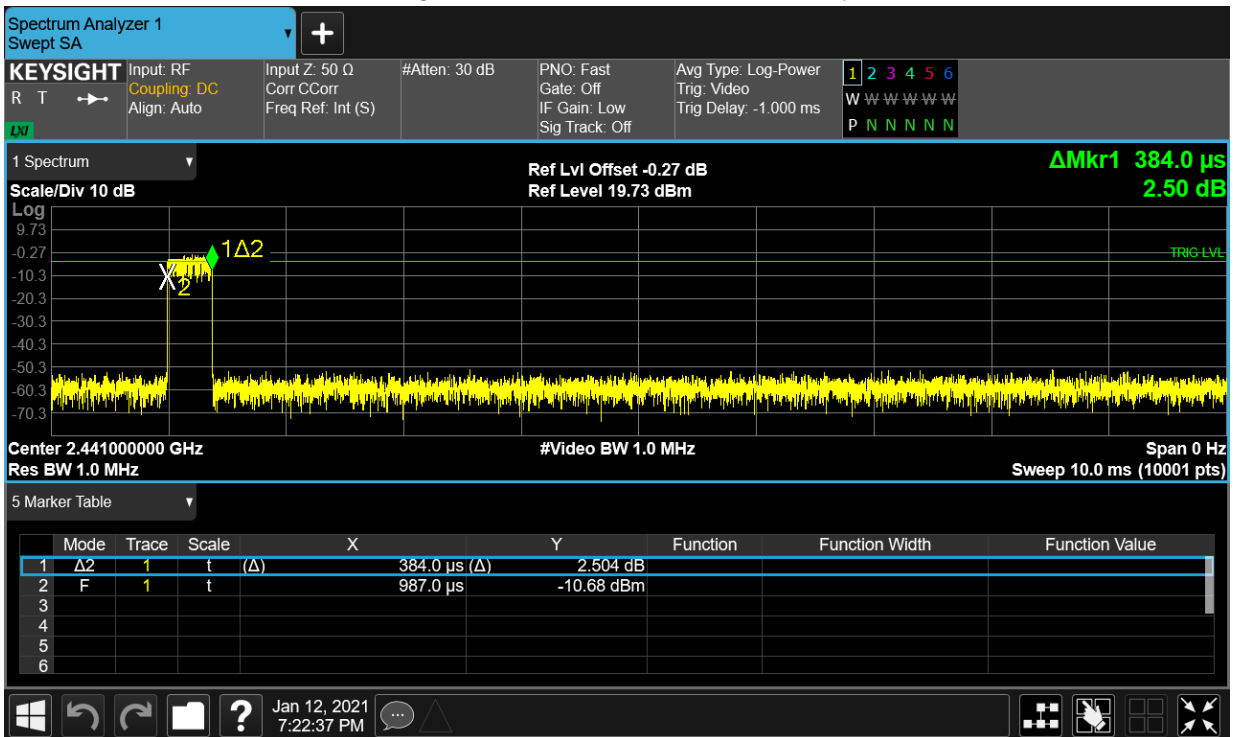 Spectrum Analyzer 1
Swept SA
KEYSIGHT Input: RF Input Z: 50 Ω #Atten: 30 dB PNO: Fast Avg Type: Log-Power 1 2 3 4 5 6
R T Coupling: DC Corr CCorr Gate: Off Trig: Video W W W W W W
Align: Auto Freq Ref: Int (S) IF Gain: Low Trig Delay: -1.000 ms
LXI Sig Track: Off P N N N N N
1 Spectrum Ref Lvl Offset -0.27 dB ΔMkr1 384.0 µs
Scale/Div 10 dB Ref Level 19.73 dBm 2.50 dB
Log
9.73
1Δ2
-0.27 TRIG LVL
-10.3
2
-20.3
-30.3
-40.3
-50.3
-60.3
-70.3
Center 2.441000000 GHz #Video BW 1.0 MHz Span 0 Hz
Res BW 1.0 MHz Sweep 10.0 ms (10001 pts)
5 Marker Table
Mode Trace Scale X Y Function Function Width Function Value
1 Δ2 1 t (Δ) 384.0 µs (Δ) 2.504 dB
2 F 1 t 987.0 µs -10.68 dBm
3
4
5
6
? Jan 12, 2021
7:22:37 PM